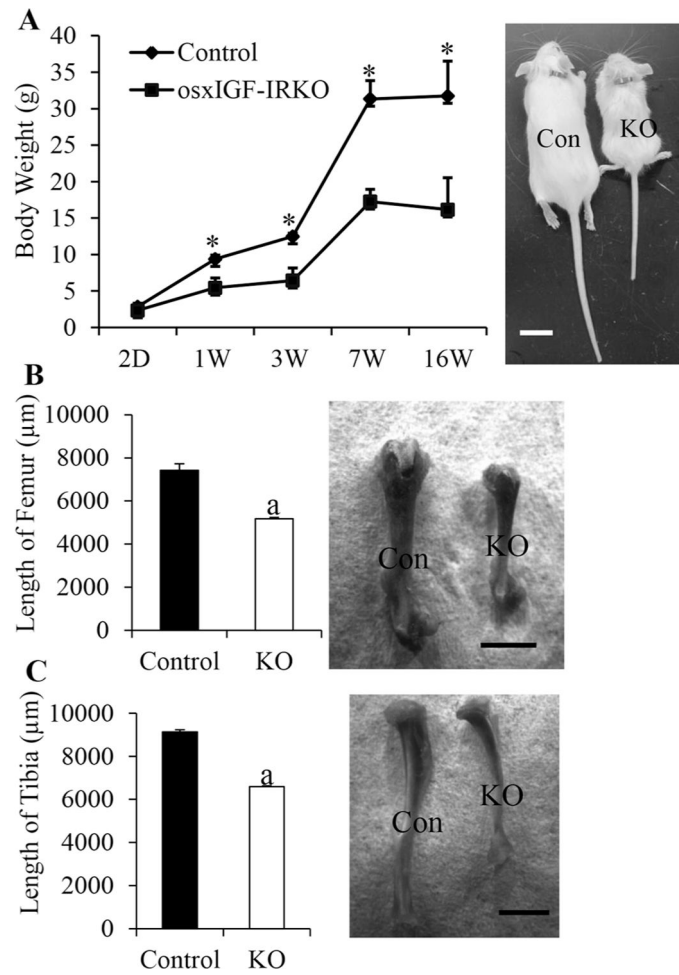 A
Body Weight (g)
40
35
30
25
20
15
10
5
0
Control
osxIGF-IRKO
*
*
*
*
2D 1W 3W 7W 16W
Con
KO
B
Length of Femur (µm)
10000
8000
6000
4000
2000
0
a
Control KO
Con
KO
C
Length of Tibia (µm)
10000
8000
6000
4000
2000
0
a
Control KO
Con
KO